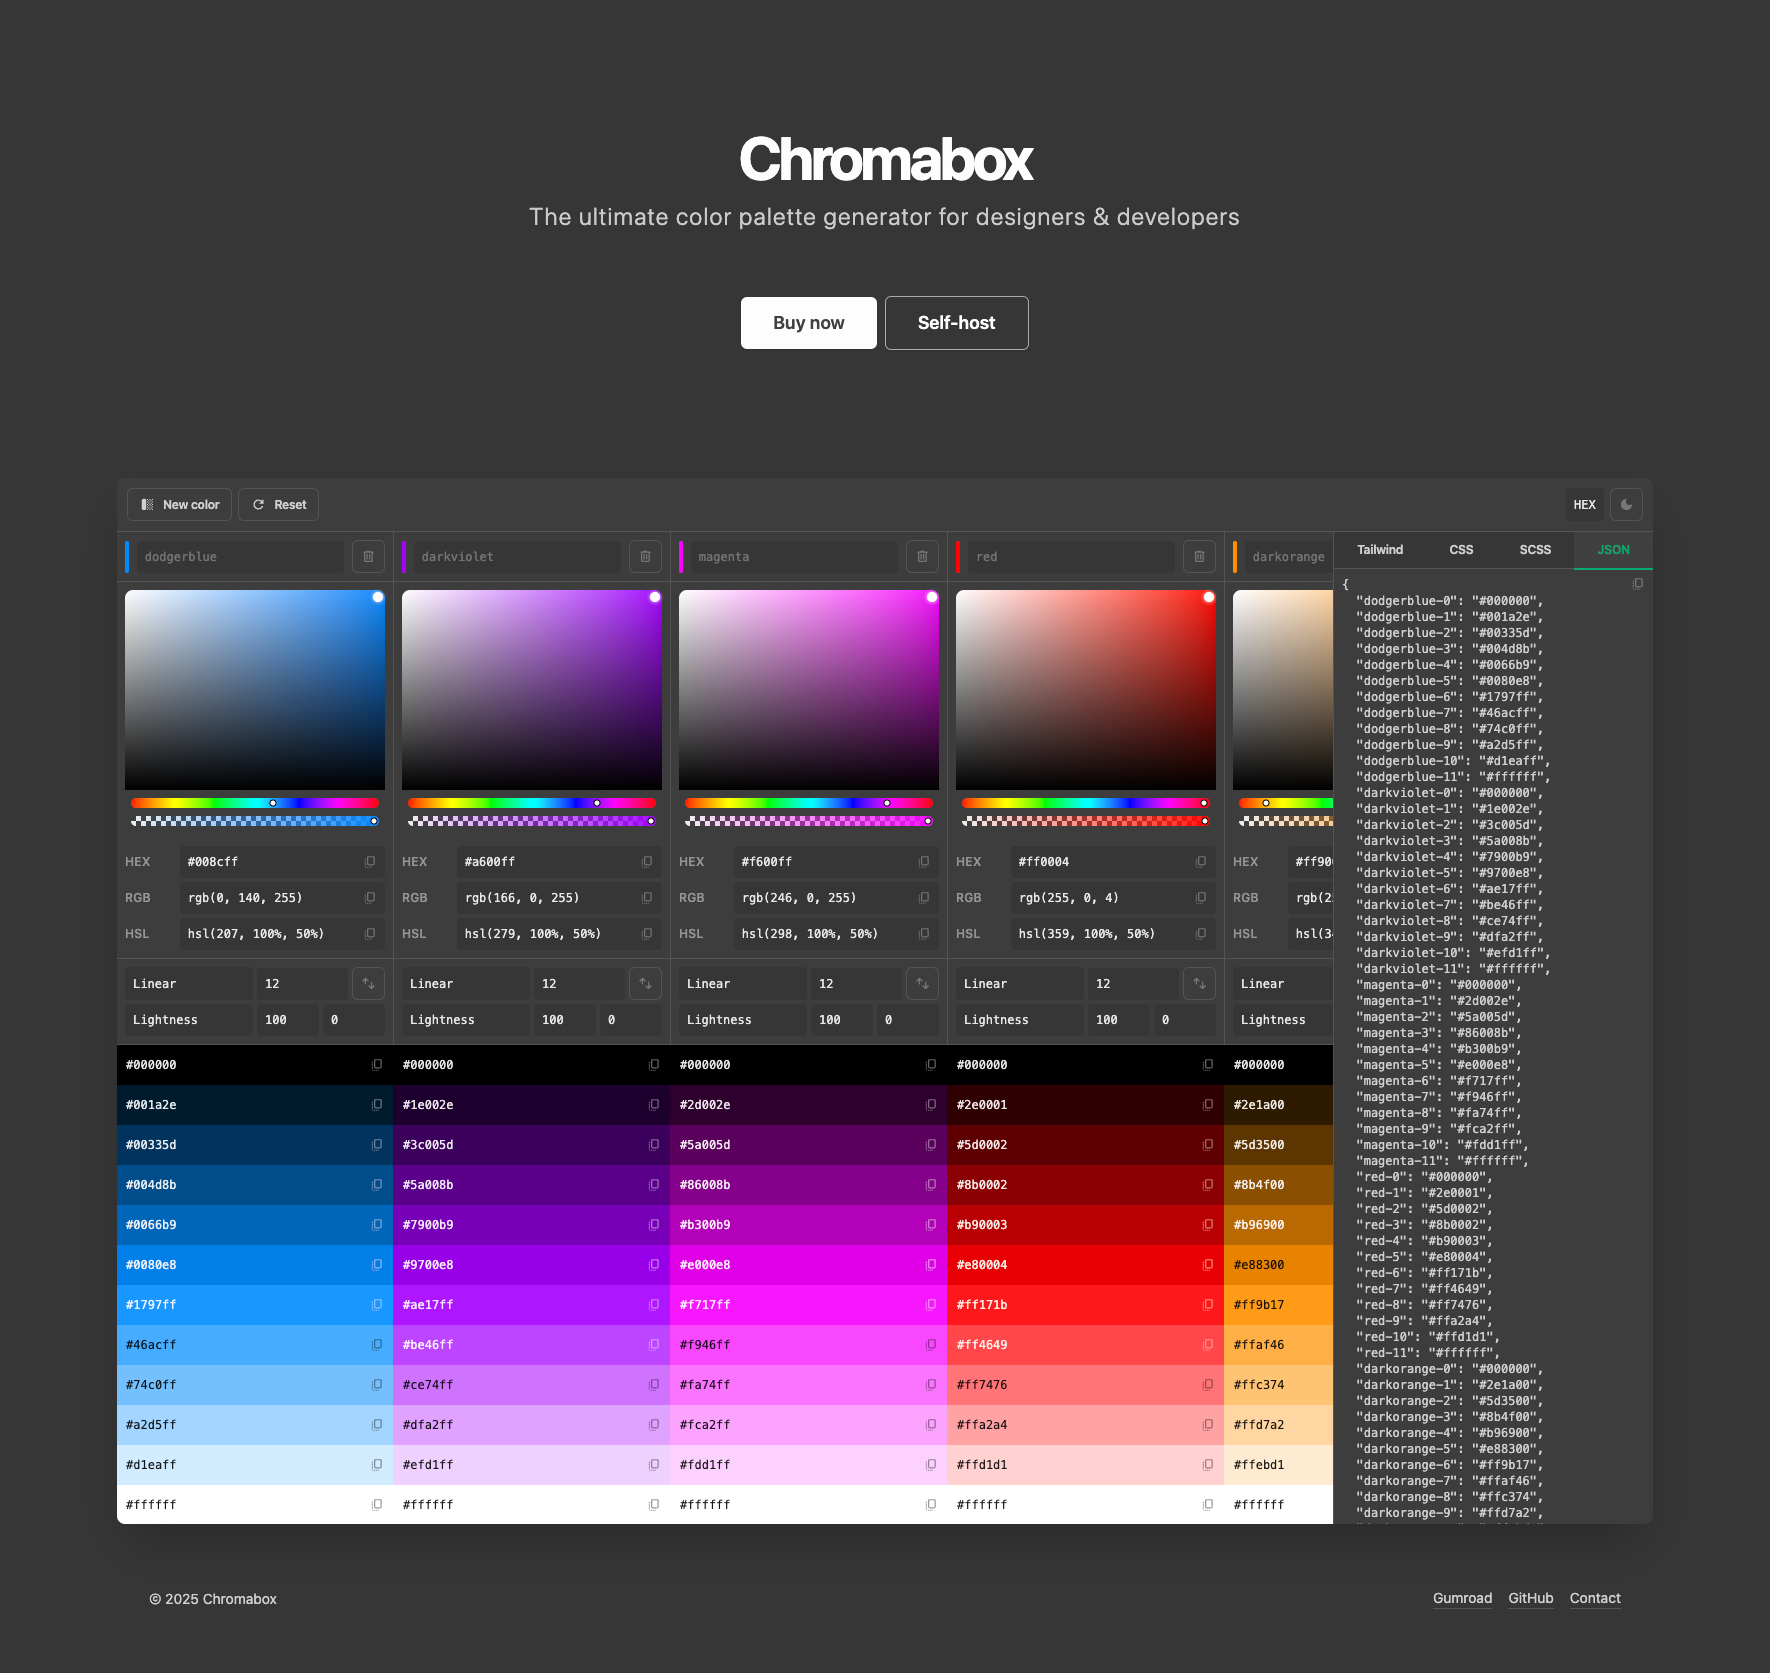 Chromabox
The ultimate color palette generator for designers & developers
Buy now
Self-host
New color
Reset
HEX
dodgerblue
darkviolet
magenta
red
darkorange
Tailwind
CSS
SCSS
JSON
HEX
#008cff
RGB
rgb(0, 140, 255)
HSL
hsl(207, 100%, 50%)
Linear
12
Lightness
100
0
#000000
#001a2e
#00335d
#004d8b
#0066b9
#0080e8
#1797ff
#46acff
#74c0ff
#a2d5ff
#d1eaff
#ffffff
HEX
#a600ff
RGB
rgb(166, 0, 255)
HSL
hsl(279, 100%, 50%)
Linear
12
Lightness
100
0
#000000
#1e002e
#3c005d
#5a008b
#7900b9
#9700e8
#ae17ff
#be46ff
#ce74ff
#dfa2ff
#efd1ff
#ffffff
HEX
#f600ff
RGB
rgb(246, 0, 255)
HSL
hsl(298, 100%, 50%)
Linear
12
Lightness
100
0
#000000
#2d002e
#5a005d
#86008b
#b300b9
#e000e8
#f717ff
#f946ff
#fa74ff
#fca2ff
#fdd1ff
#ffffff
HEX
#ff0004
RGB
rgb(255, 0, 4)
HSL
hsl(359, 100%, 50%)
Linear
12
Lightness
100
0
#000000
#2e0001
#5d0002
#8b0002
#b90003
#e80004
#ff171b
#ff4649
#ff7476
#ffa2a4
#ffd1d1
#ffffff
HEX
RGB
HSL
Linear
Lightness
#000000
#2e1a00
#5d3500
#8b4f00
#b96900
#e88300
#ff9b17
#ffaf46
#ffc374
#ffd7a2
#ffebd1
#ffffff
{
"dodgerblue-0": "#000000",
"dodgerblue-1": "#001a2e",
"dodgerblue-2": "#00335d",
"dodgerblue-3": "#004d8b",
"dodgerblue-4": "#0066b9",
"dodgerblue-5": "#0080e8",
"dodgerblue-6": "#1797ff",
"dodgerblue-7": "#46acff",
"dodgerblue-8": "#74c0ff",
"dodgerblue-9": "#a2d5ff",
"dodgerblue-10": "#d1eaff",
"dodgerblue-11": "#ffffff",
"darkviolet-0": "#000000",
"darkviolet-1": "#1e002e",
"darkviolet-2": "#3c005d",
"darkviolet-3": "#5a008b",
"darkviolet-4": "#7900b9",
"darkviolet-5": "#9700e8",
"darkviolet-6": "#ae17ff",
"darkviolet-7": "#be46ff",
"darkviolet-8": "#ce74ff",
"darkviolet-9": "#dfa2ff",
"darkviolet-10": "#efd1ff",
"darkviolet-11": "#ffffff",
"magenta-0": "#000000",
"magenta-1": "#2d002e",
"magenta-2": "#5a005d",
"magenta-3": "#86008b",
"magenta-4": "#b300b9",
"magenta-5": "#e000e8",
"magenta-6": "#f717ff",
"magenta-7": "#f946ff",
"magenta-8": "#fa74ff",
"magenta-9": "#fca2ff",
"magenta-10": "#fdd1ff",
"magenta-11": "#ffffff",
"red-0": "#000000",
"red-1": "#2e0001",
"red-2": "#5d0002",
"red-3": "#8b0002",
"red-4": "#b90003",
"red-5": "#e80004",
"red-6": "#ff171b",
"red-7": "#ff4649",
"red-8": "#ff7476",
"red-9": "#ffa2a4",
"red-10": "#ffd1d1",
"red-11": "#ffffff",
"darkorange-0": "#000000",
"darkorange-1": "#2e1a00",
"darkorange-2": "#5d3500",
"darkorange-3": "#8b4f00",
"darkorange-4": "#b96900",
"darkorange-5": "#e88300",
"darkorange-6": "#ff9b17",
"darkorange-7": "#ffaf46",
"darkorange-8": "#ffc374",
"darkorange-9": "#ffd7a2",
© 2025 Chromabox
Gumroad
GitHub
Contact